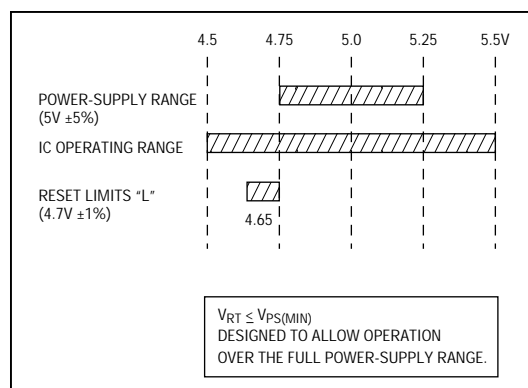 4.5 4.75 5.0 5.25 5.5V
POWER-SUPPLY RANGE
(5V ±5%)
IC OPERATING RANGE
RESET LIMITS “L”
(4.7V ±1%)
4.65
VRT ≤ VPS(MIN)
DESIGNED TO ALLOW OPERATION
OVER THE FULL POWER-SUPPLY RANGE.